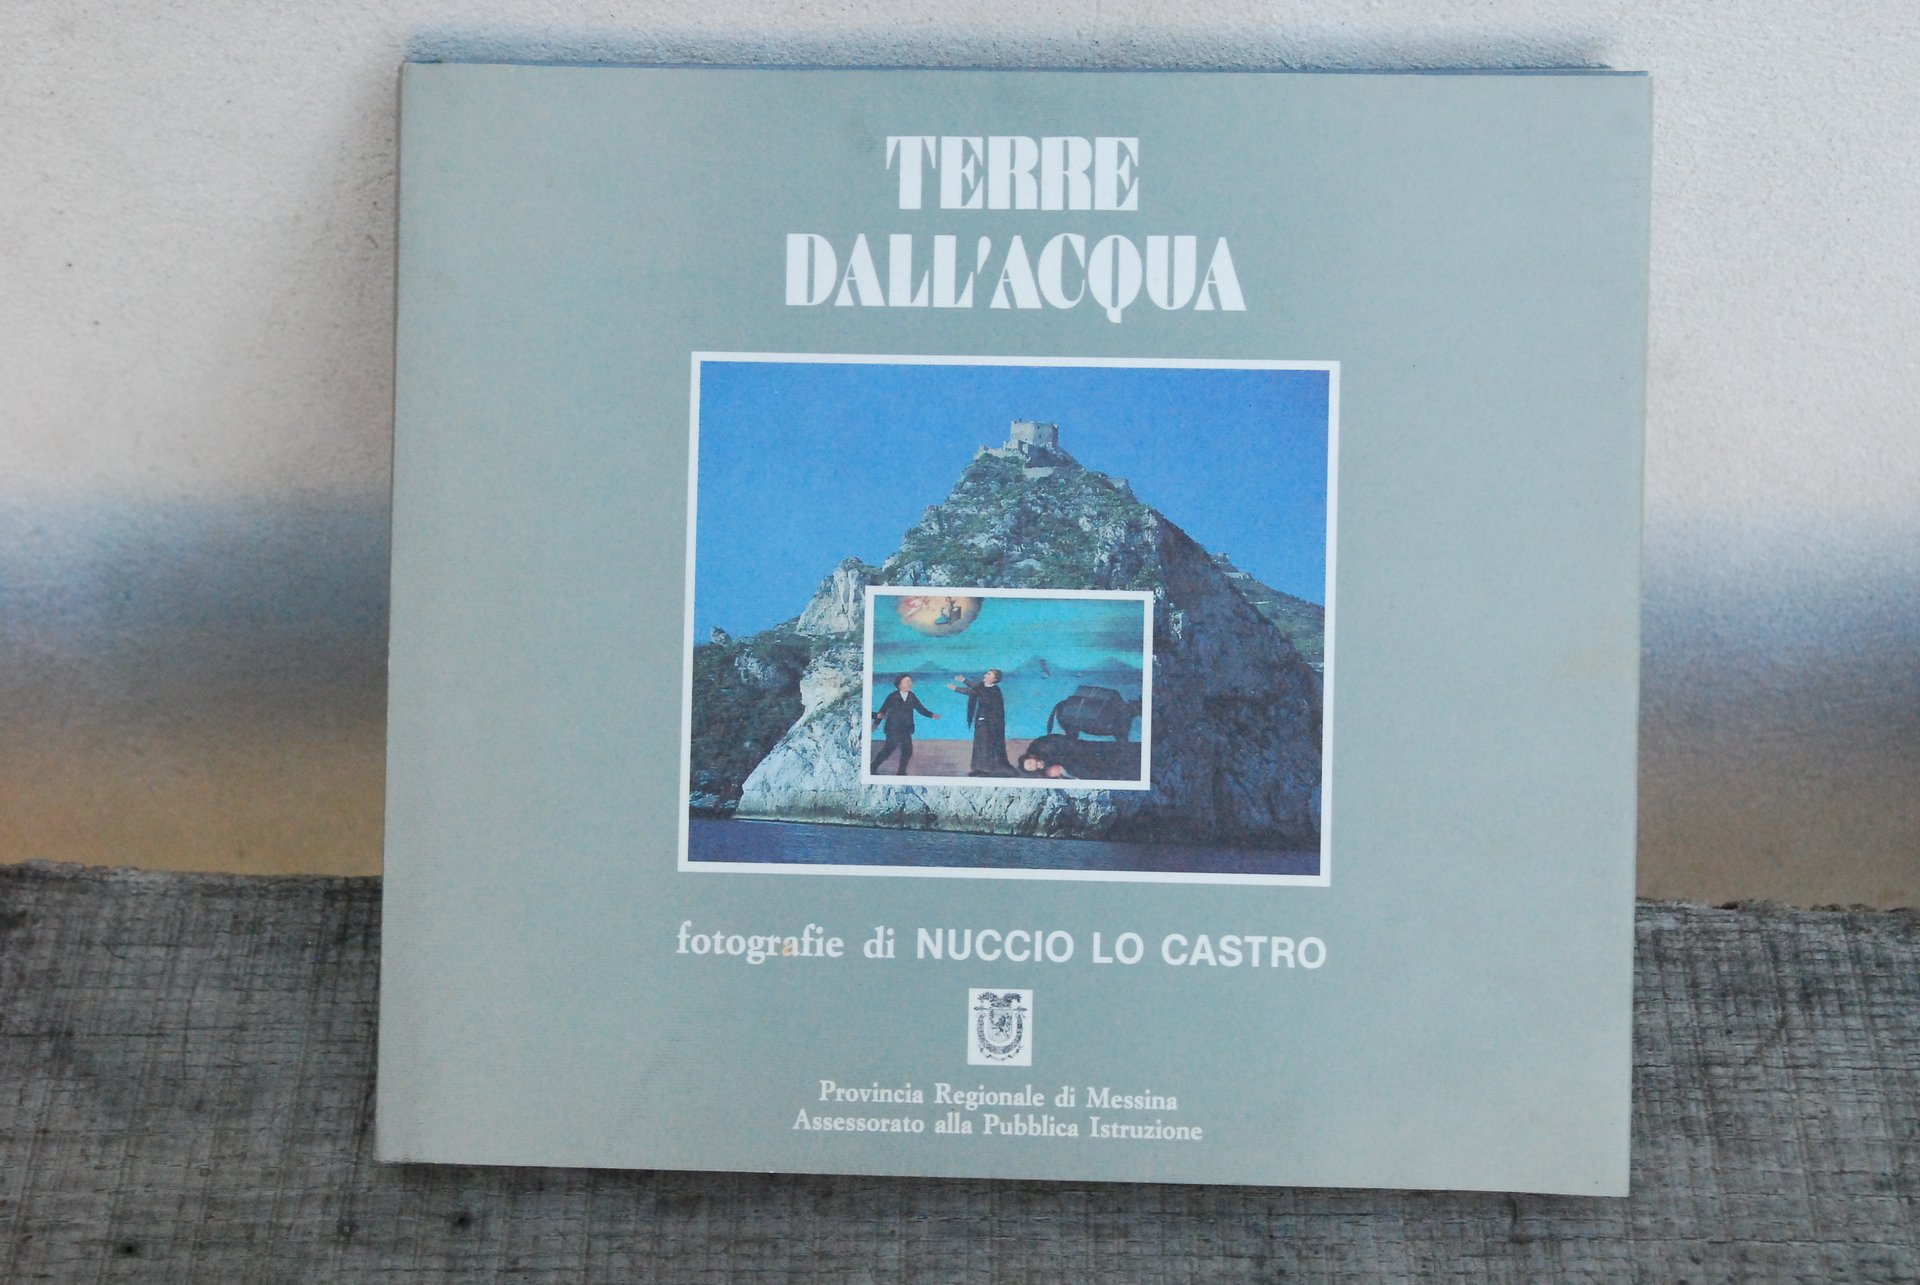 TERRE
DALL'ACQUA
fotografie di NUCCIO LO CASTRO
Provincia Regionale di Messina
Assessorato alla Pubblica Istruzione